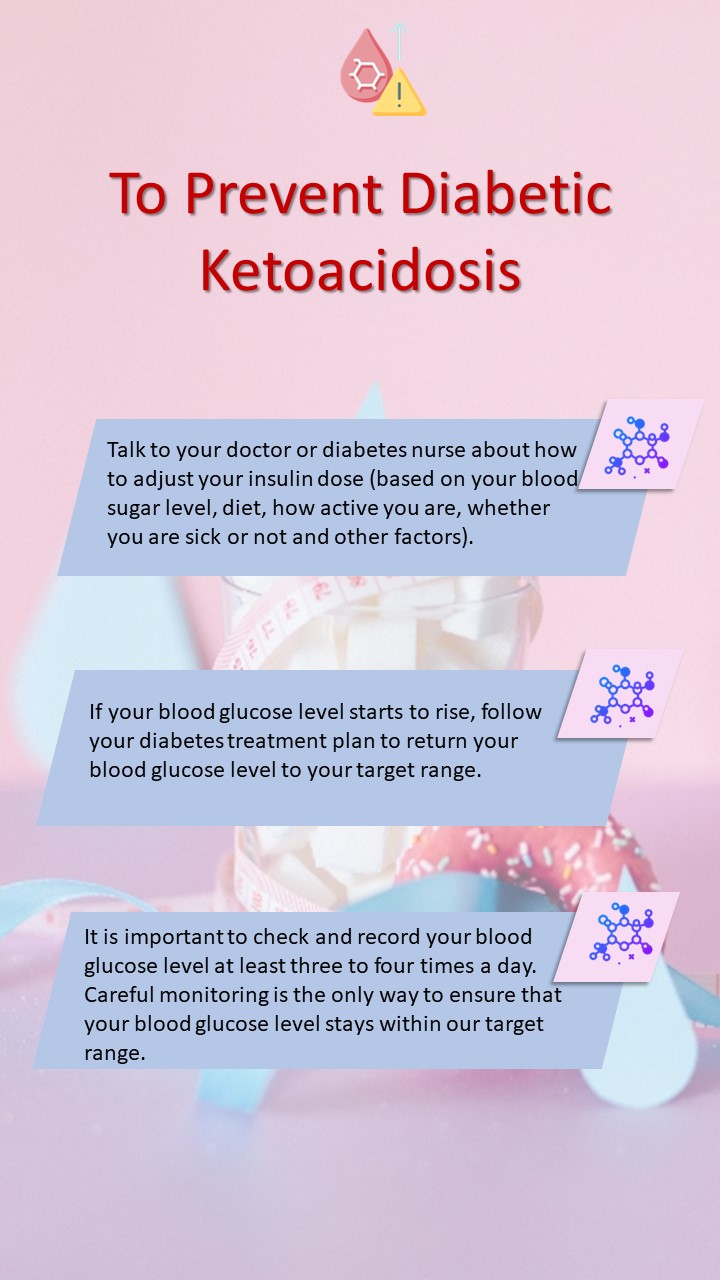 To Prevent Diabetic
Ketoacidosis
Talk to your doctor or diabetes nurse about how
to adjust your insulin dose (based on your blood
sugar level, diet, how active you are, whether
you are sick or not and other factors).
If your blood glucose level starts to rise, follow
your diabetes treatment plan to return your
blood glucose level to your target range.
It is important to check and record your blood
glucose level at least three to four times a day.
Careful monitoring is the only way to ensure that
your blood glucose level stays within our target
range.